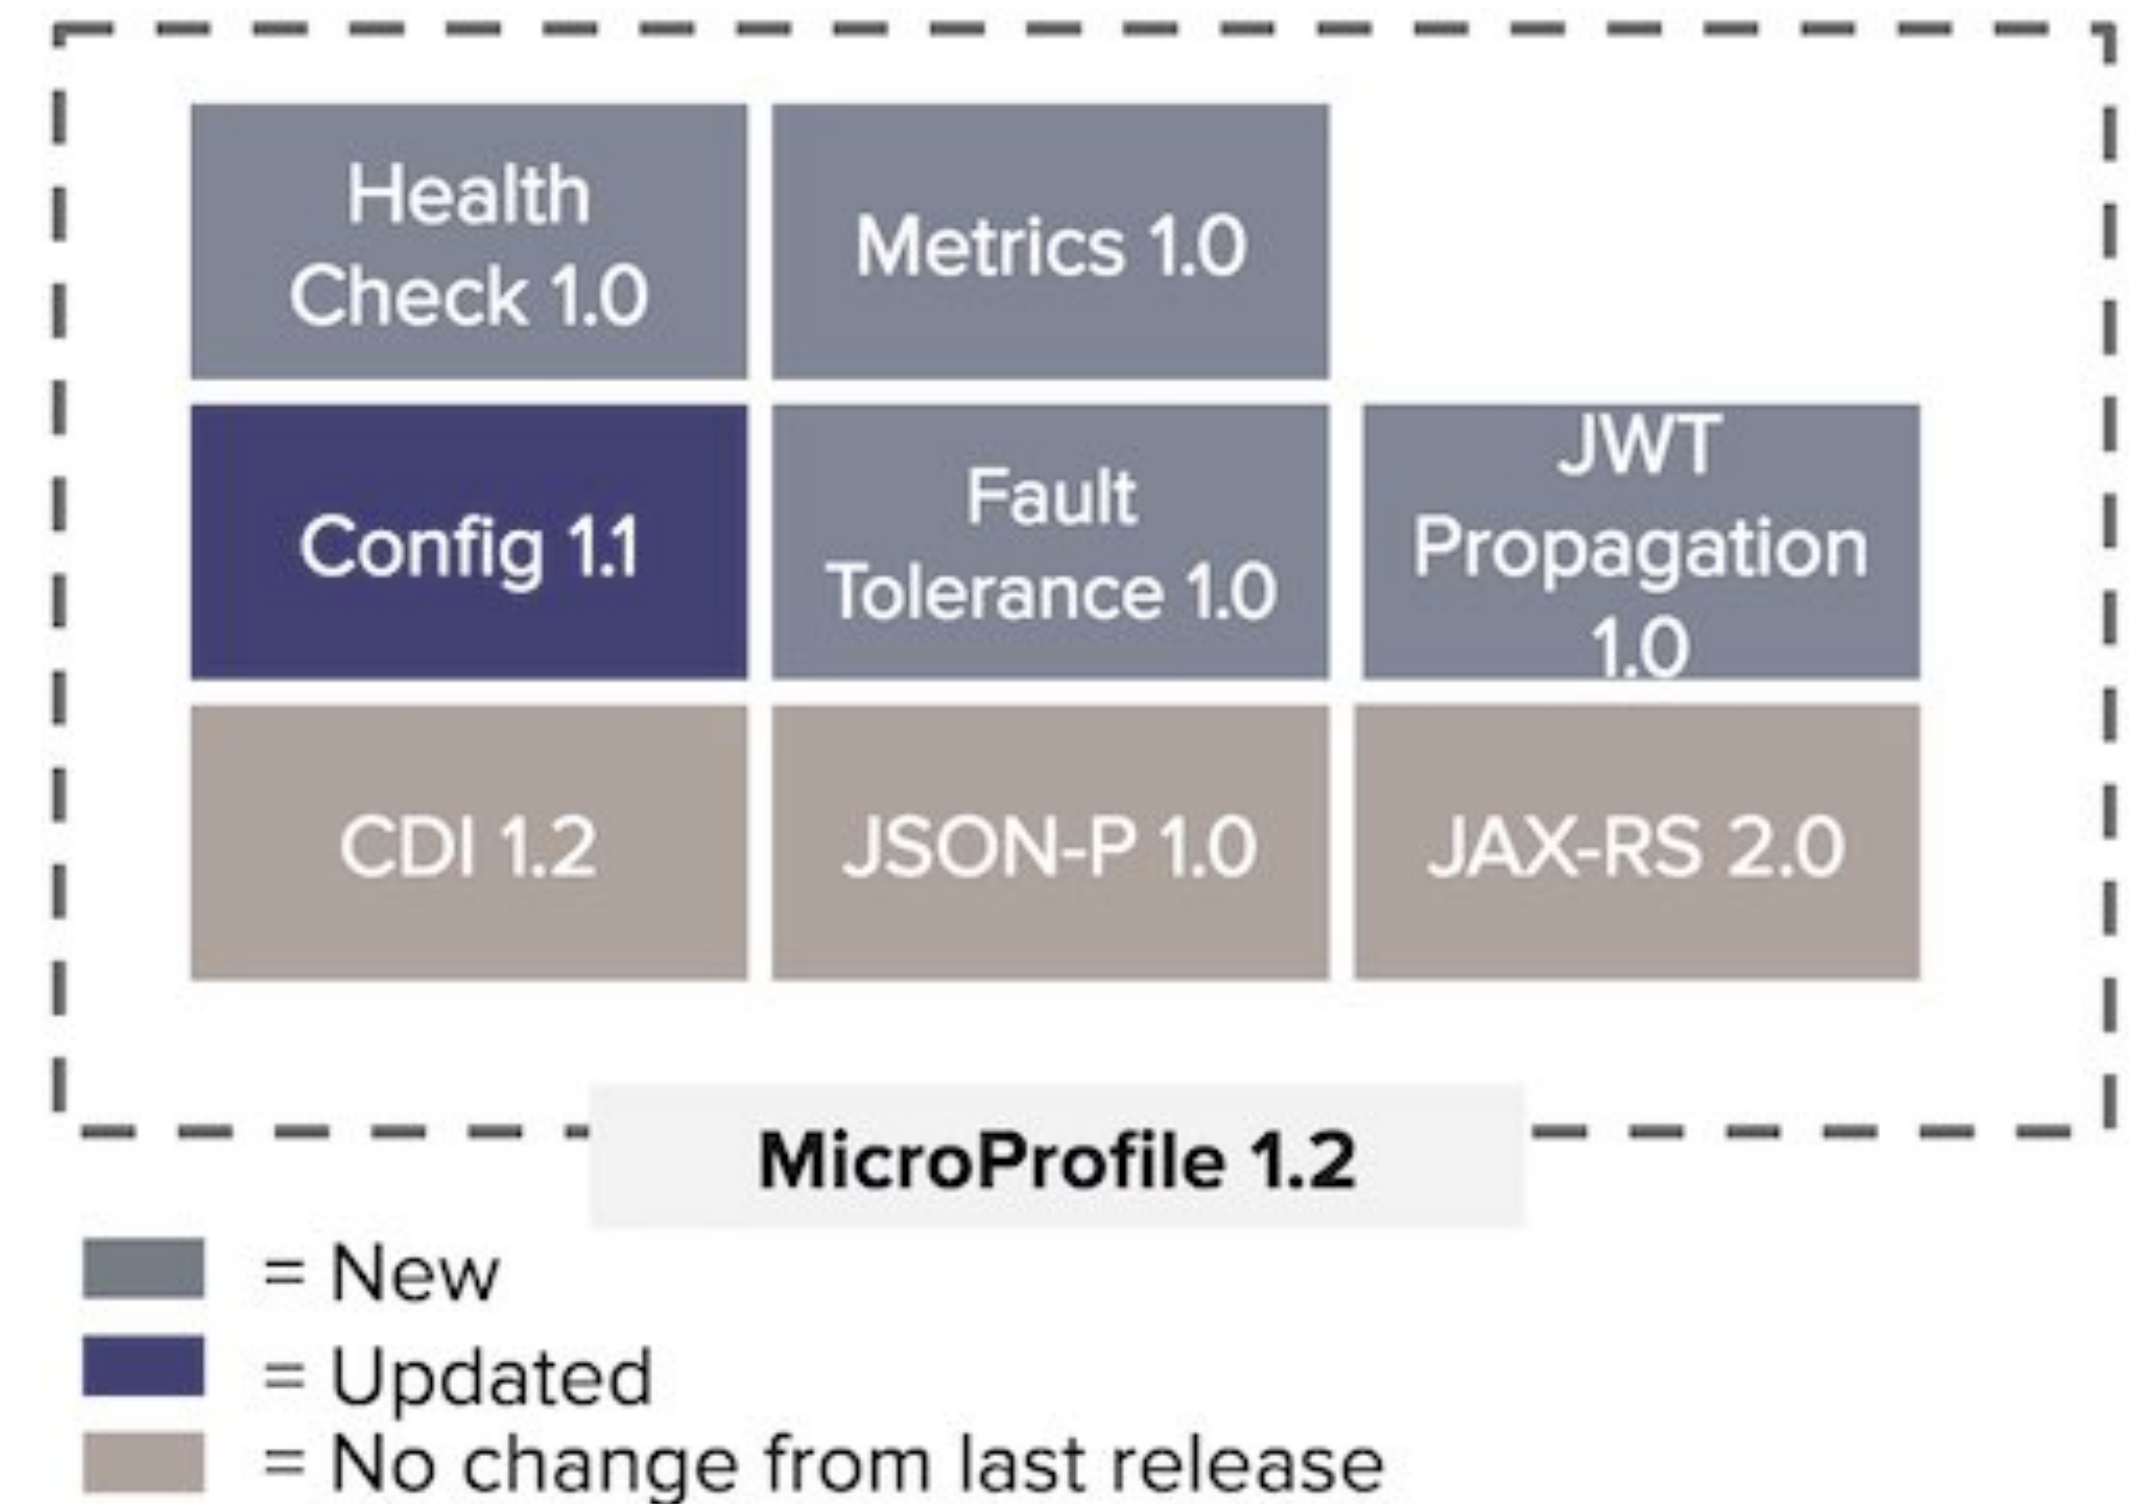 Health
Check 1.0
Metrics 1.0
Config 1.1
Fault
Tolerance 1.0
JWT
Propagation
1.0
CDI 1.2
JSON-P 1.0
JAX-RS 2.0
MicroProfile 1.2
= New
= Updated
= No change from last release